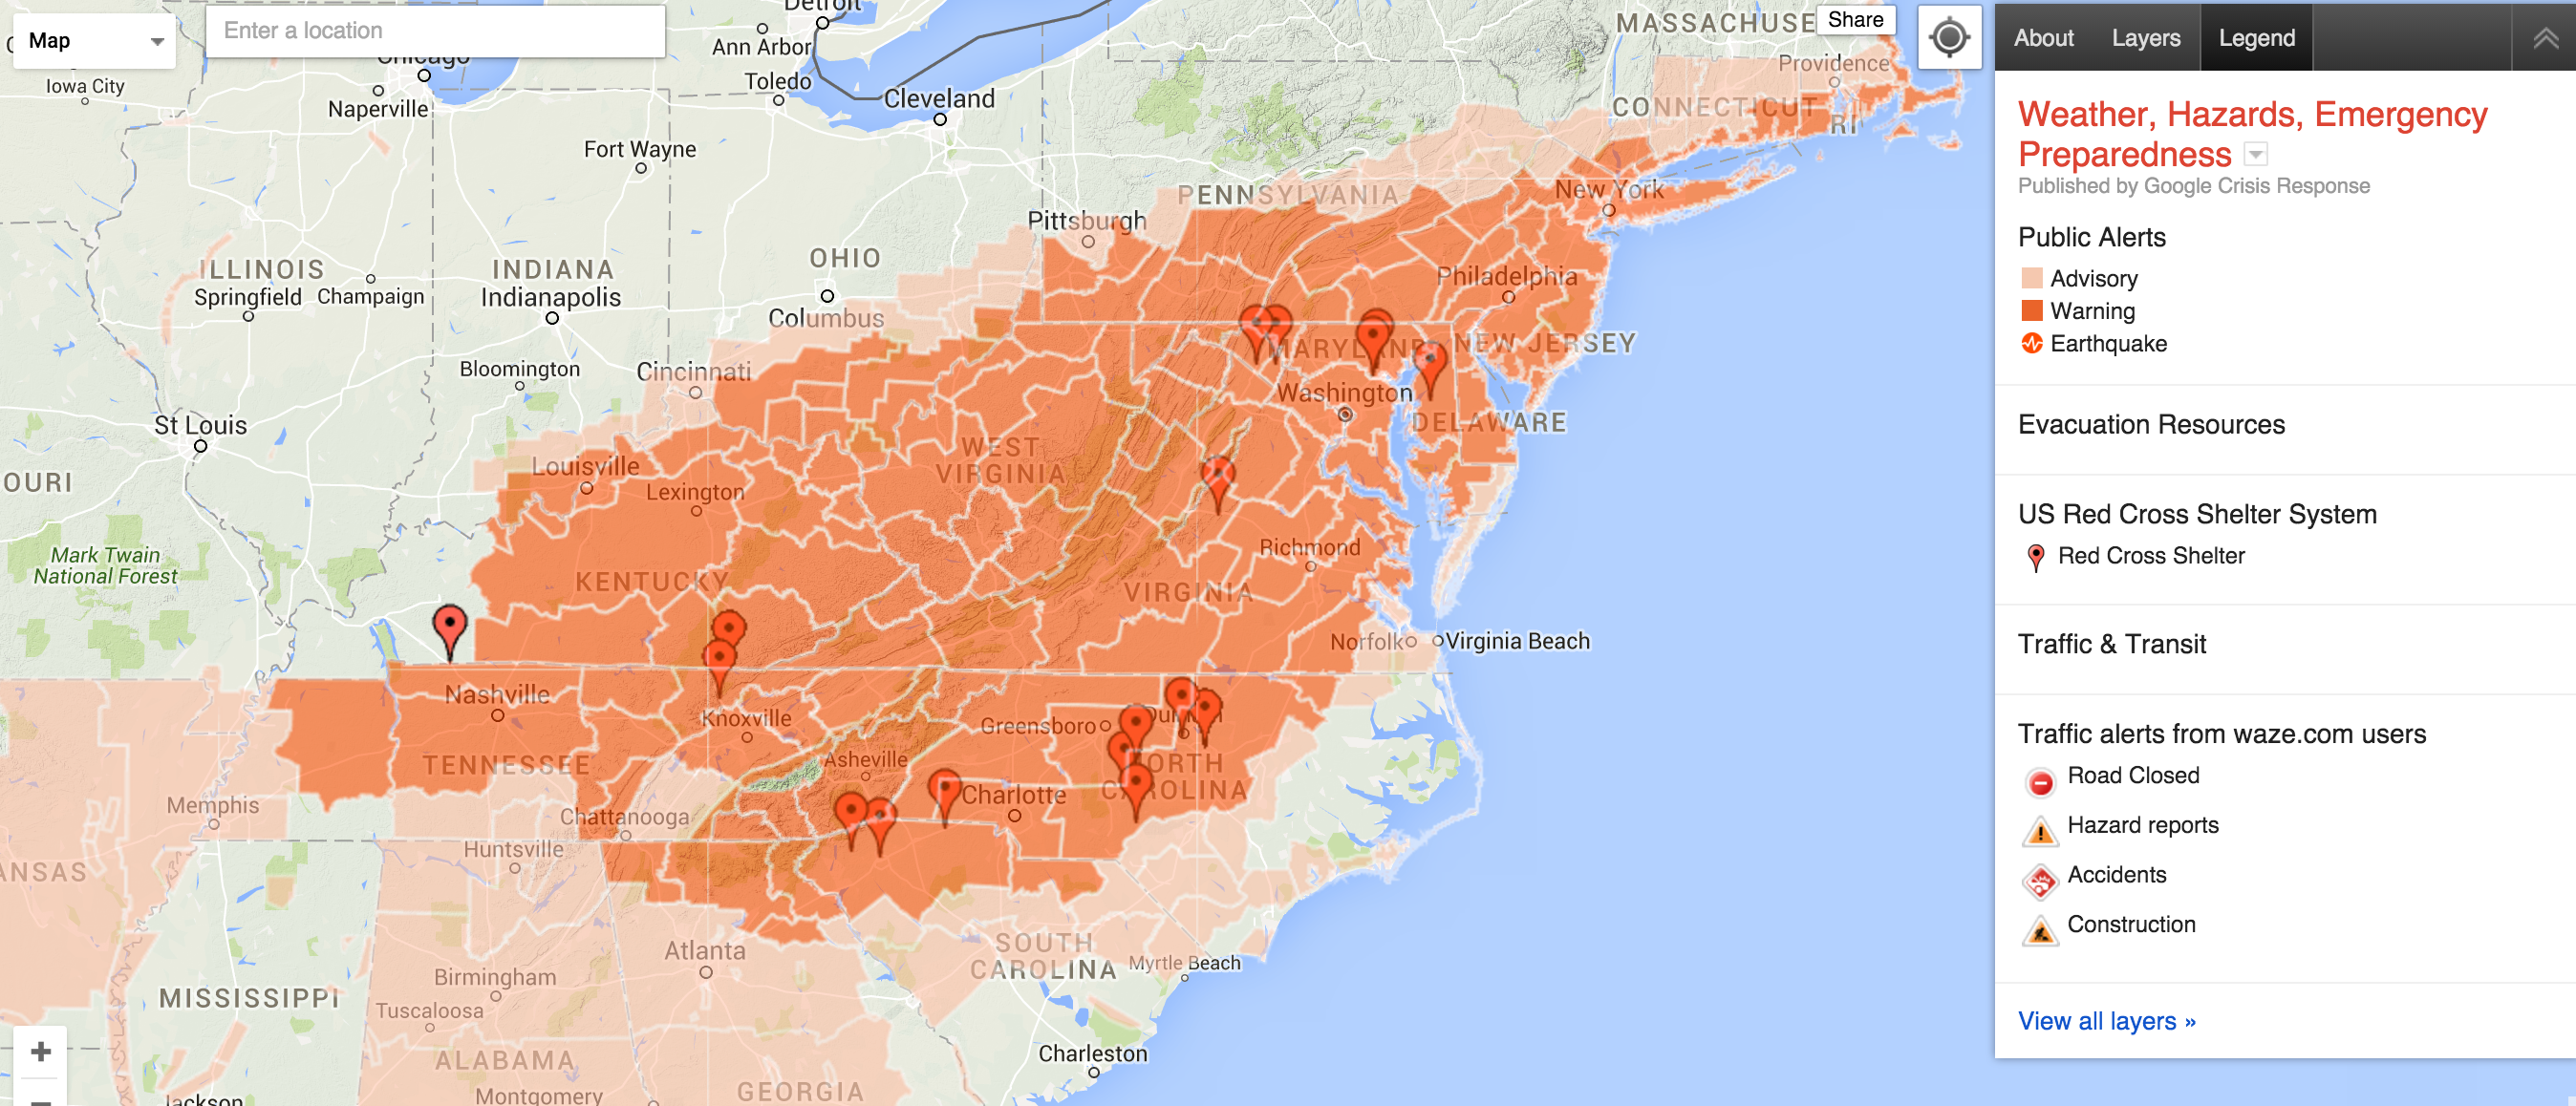 Map
Enter a location
Share
About
Layers
Legend
Weather, Hazards, Emergency
Preparedness
Published by Google Crisis Response
Public Alerts
Advisory
Warning
Earthquake
Evacuation Resources
US Red Cross Shelter System
Red Cross Shelter
Traffic & Transit
Traffic alerts from waze.com users
Road Closed
Hazard reports
Accidents
Construction
View all layers »
Detroit
Ann Arbor
Toledo
Cleveland
Chicago
Naperville
Iowa City
Fort Wayne
MASSACHUSE
Providence
CONNECTICUT
RI
PENNSYLVANIA
New York
Pittsburgh
OHIO
ILLINOIS
Springfield
Champaign
INDIANA
Indianapolis
Columbus
Philadelphia
MARYLAND
NEW JERSEY
Bloomington
Cincinnati
Washington
DELAWARE
St Louis
OURI
WEST
VIRGINIA
Louisville
Lexington
Mark Twain
National Forest
Richmond
KENTUCKY
VIRGINIA
Norfolk
Virginia Beach
Nashville
Knoxville
Greensboro
TENNESSEE
Asheville
ORTH
C ROLINA
Memphis
Charlotte
Chattanooga
Huntsville
ANSAS
Atlanta
SOUTH
CAROLINA
Myrtle Beach
Birmingham
MISSISSIPPI
Tuscaloosa
Charleston
ALABAMA
GEORGIA
Montgomery
Jackson
+